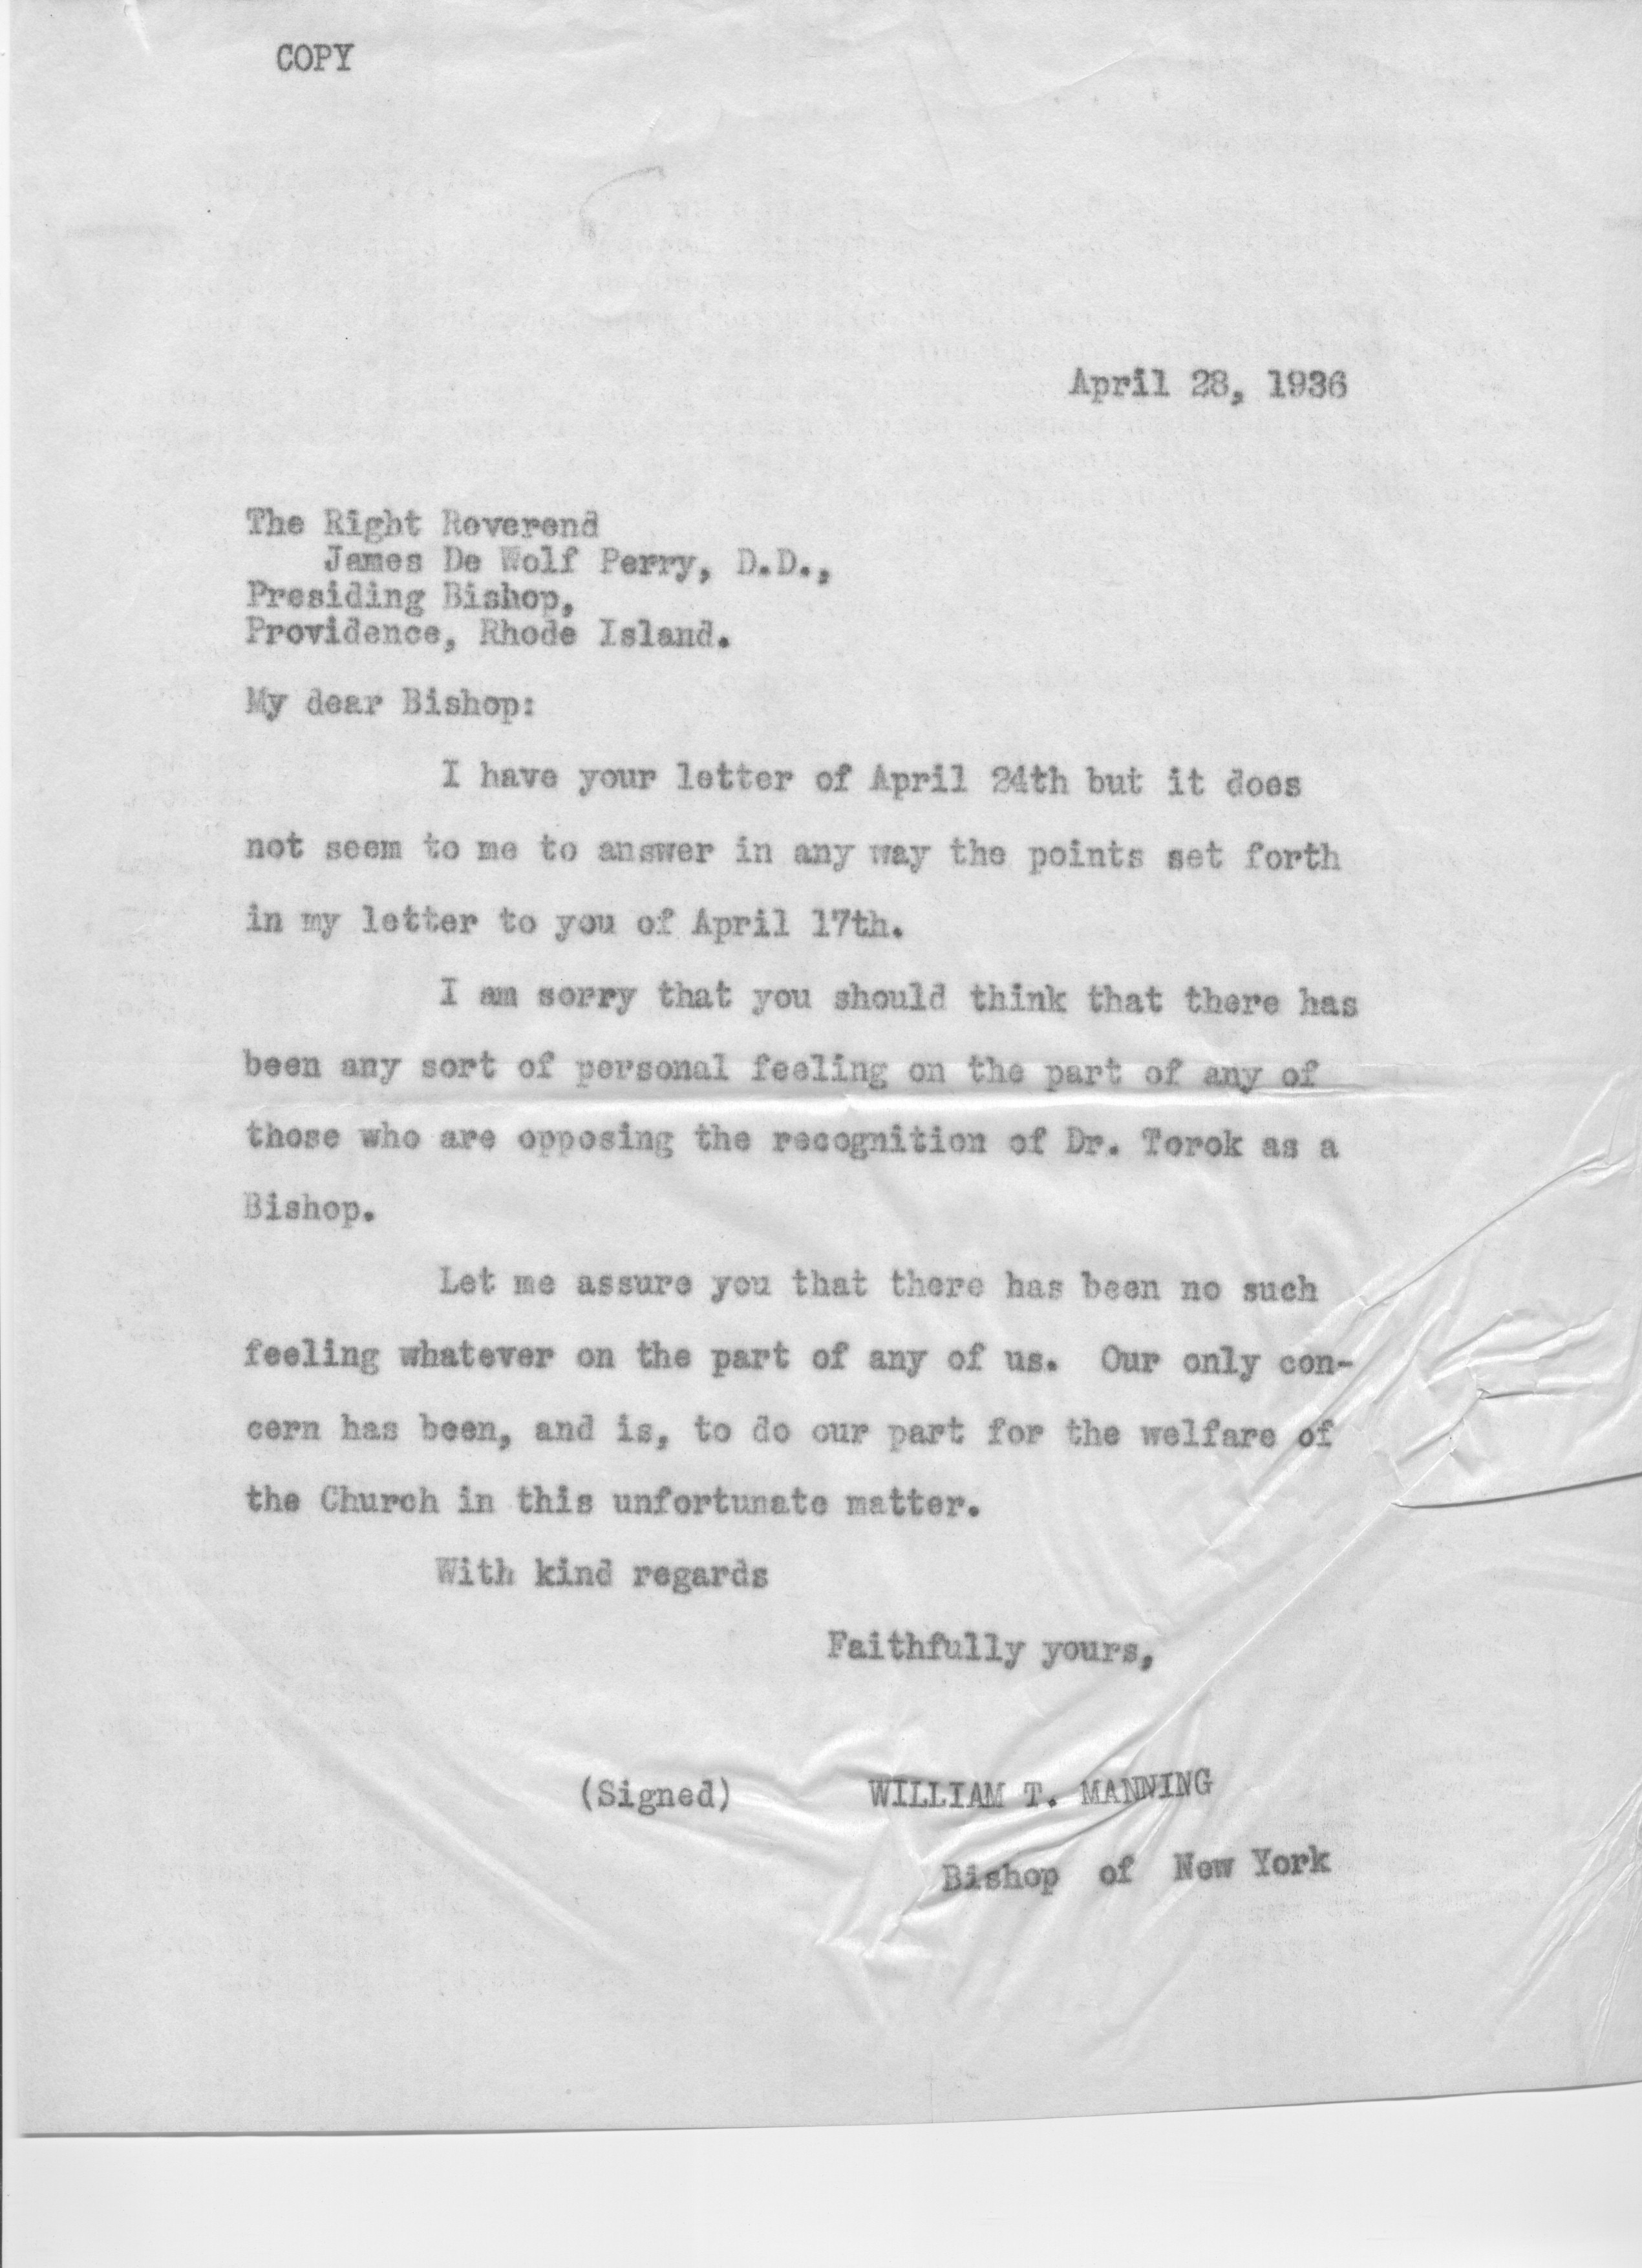 COPY
April 28, 1936
The Right Reverend
James De Wolf Perry, D.D.,
Presiding Bishop,
Providence, Rhode Island.
My dear Bishop:
I have your letter of April 24th but it does
not seem to me to answer in any way the points set forth
in my letter to you of April 17th.
I am sorry that you should think that there has
been any sort of personal feeling on the part of any of
those who are opposing the recognition of Dr. Torok as a
Bishop.
Let me assure you that there has been no such
feeling whatever on the part of any of us. Our only con-
cern has been, and is, to do our part for the welfare of
the Church in this unfortunate matter.
With kind regards
Faithfully yours,
(Signed) WILLIAM T. MANNING
Bishop of New York